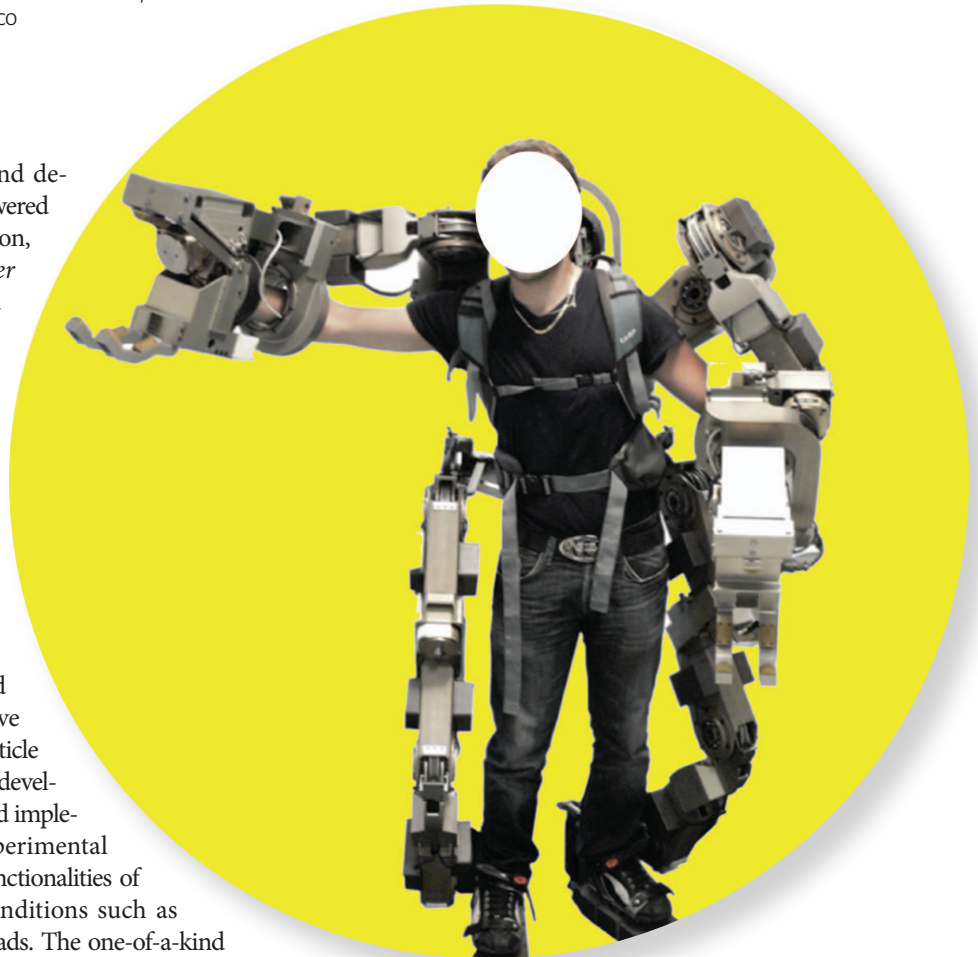 co
nd de-
wered
on,
er
d
ve
ticle
devel-
d imple-
perimental
nctionalities of
nditions such as
ads. The one-of-a-kind